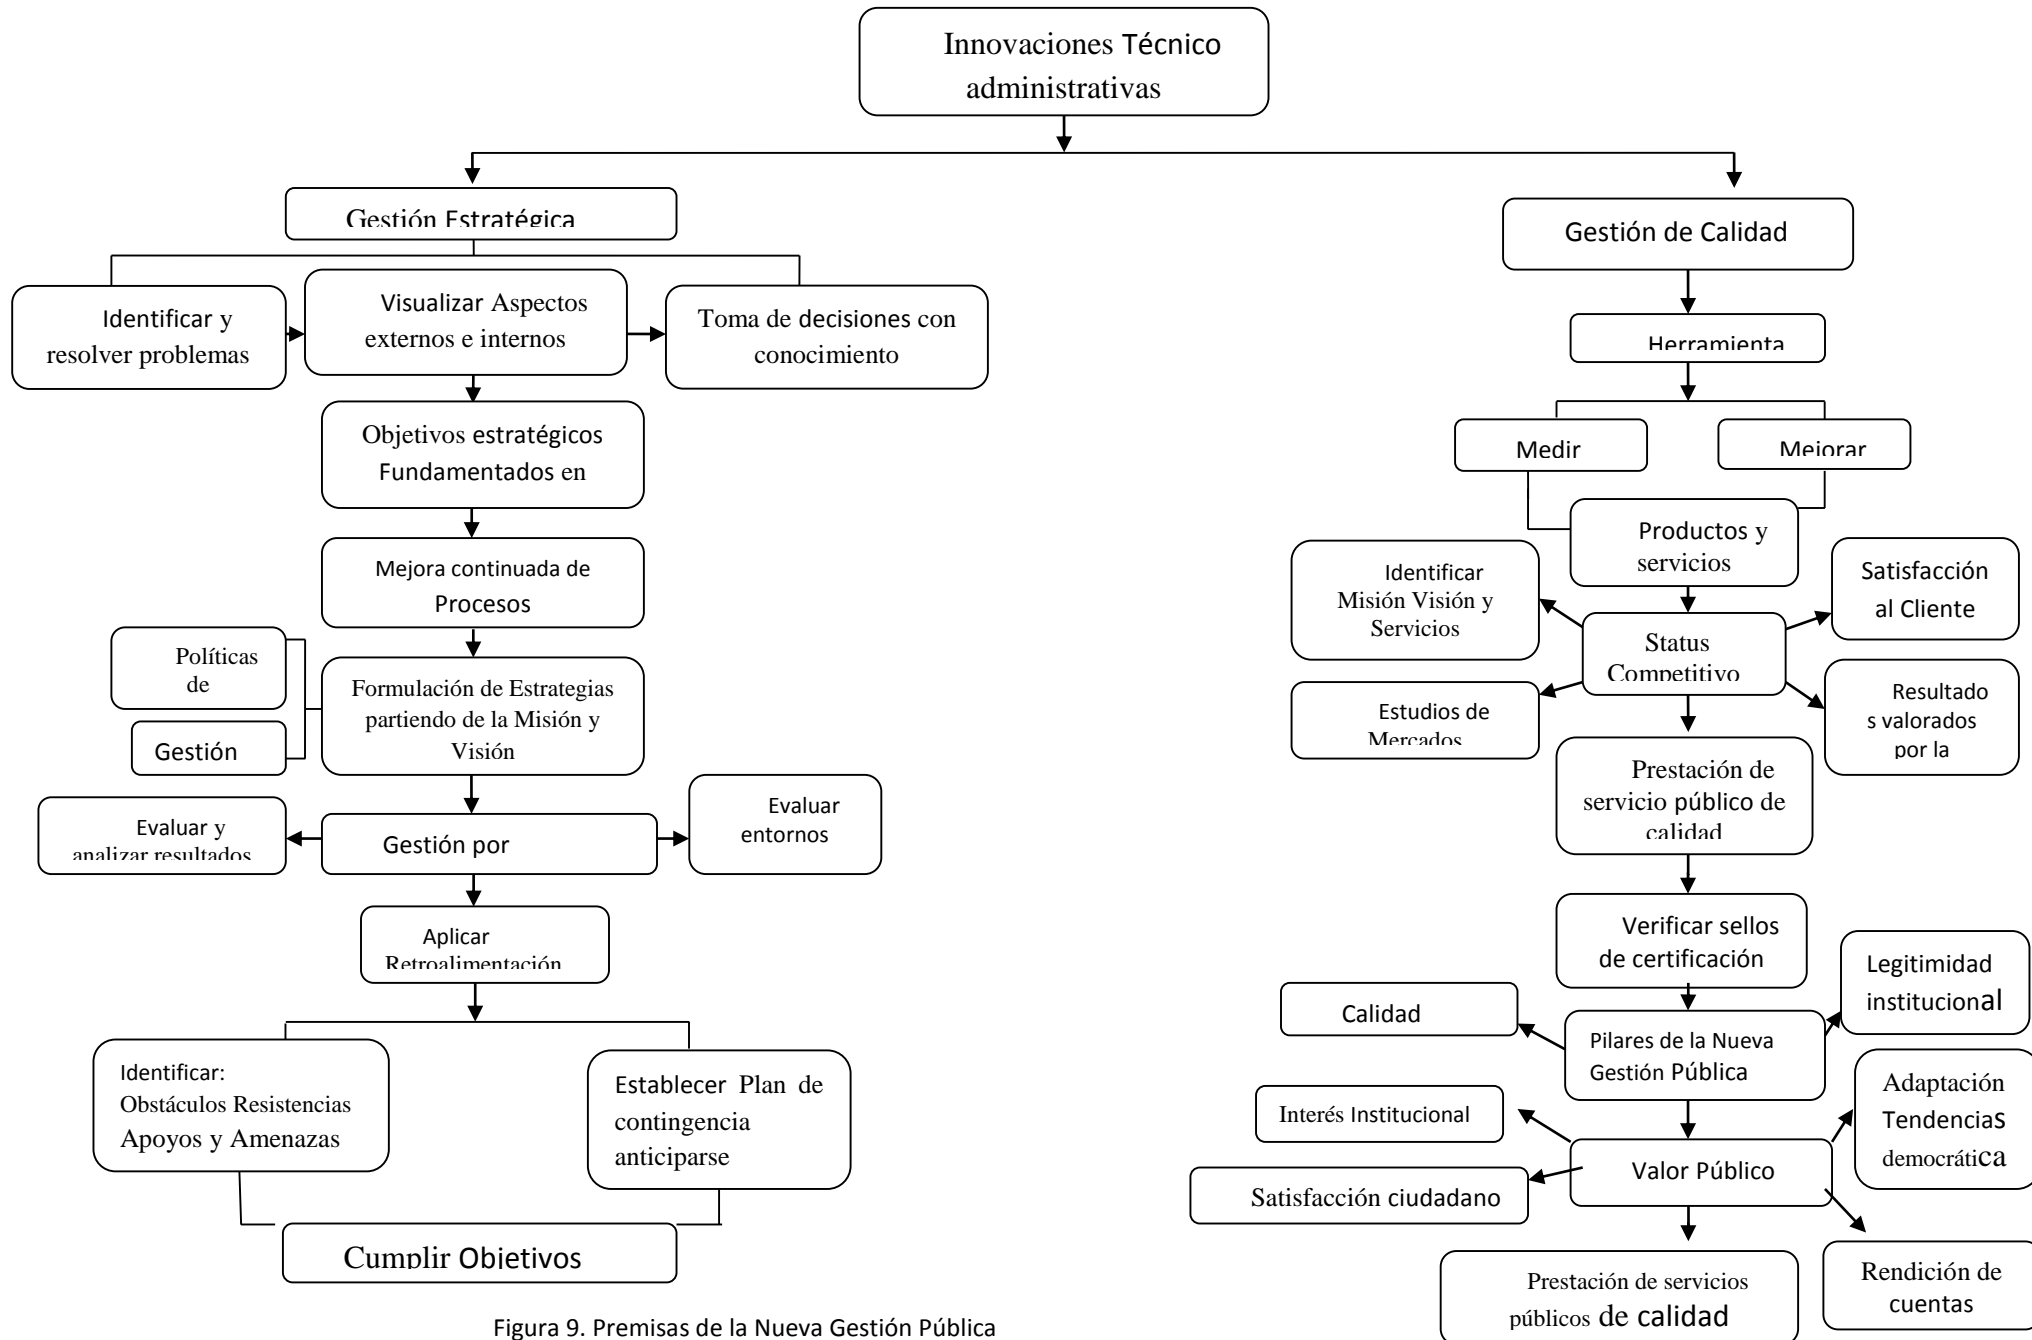 Innovaciones Técnico
administrativas
Gestión Estratégica
Identificar y
resolver problemas
Visualizar Aspectos
externos e internos
Toma de decisiones con
conocimiento
Objetivos estratégicos
Fundamentados en
Mejora continuada de
Procesos
Políticas
de
Gestión
Formulación de Estrategias
partiendo de la Misión y
Visión
Evaluar y
analizar resultados
Gestión por
Evaluar
entornos
Aplicar
Retroalimentación
Identificar:
Obstáculos Resistencias
Apoyos y Amenazas
Establecer Plan de
contingencia
anticiparse
Cumplir Objetivos
Gestión de Calidad
Herramienta
Medir
Mejorar
Productos y
servicios
Identificar
Misión Visión y
Servicios
Satisfacción
al Cliente
Status
Competitivo
Estudios de
Mercados
Resultado
s valorados
por la
Prestación de
servicio público de
calidad
Verificar sellos
de certificación
Calidad
Legitimidad
institucional
Pilares de la Nueva
Gestión Pública
Interés Institucional
Adaptación
Tendencias
democrática
Valor Público
Satisfacción ciudadano
Prestación de servicios
públicos de calidad
Rendición de
cuentas
Figura 9. Premisas de la Nueva Gestión Pública